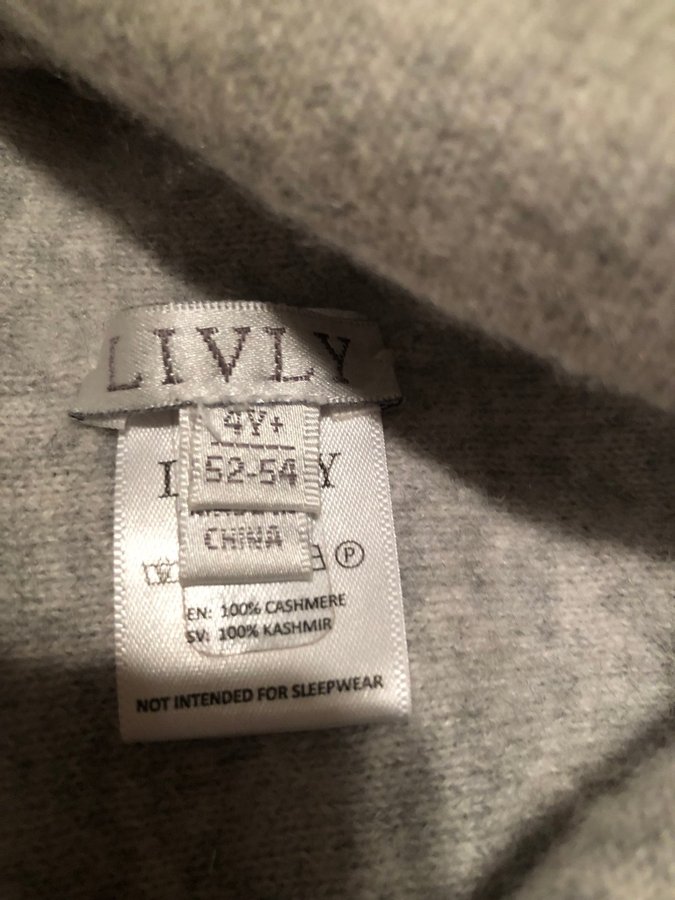 LIVLY
4Y+
52-54
CHINA
P
EN: 100% CASHMERE
SV: 100% KASHMIR
NOT INTENDED FOR SLEEPWEAR